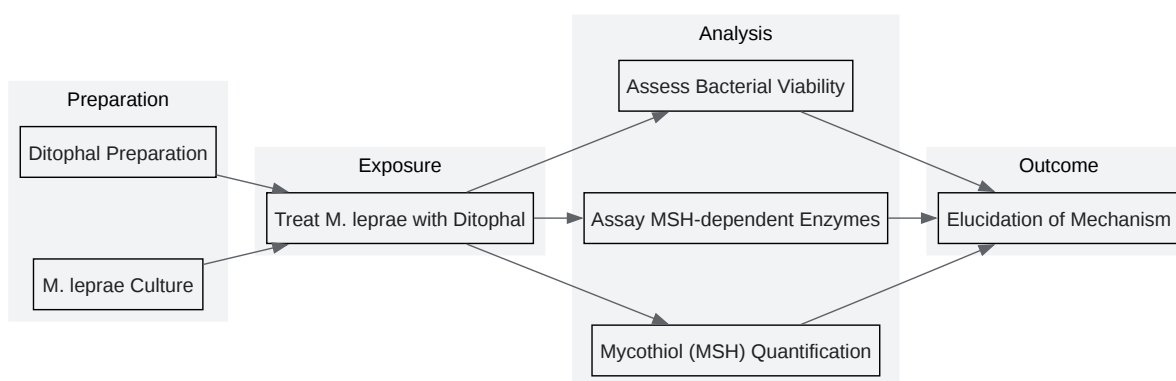 Preparation
Ditophal Preparation
M. leprae Culture
Exposure
Treat M. leprae with Ditophal
Analysis
Assess Bacterial Viability
Assay MSH-dependent Enzymes
Mycothiol (MSH) Quantification
Outcome
Elucidation of Mechanism